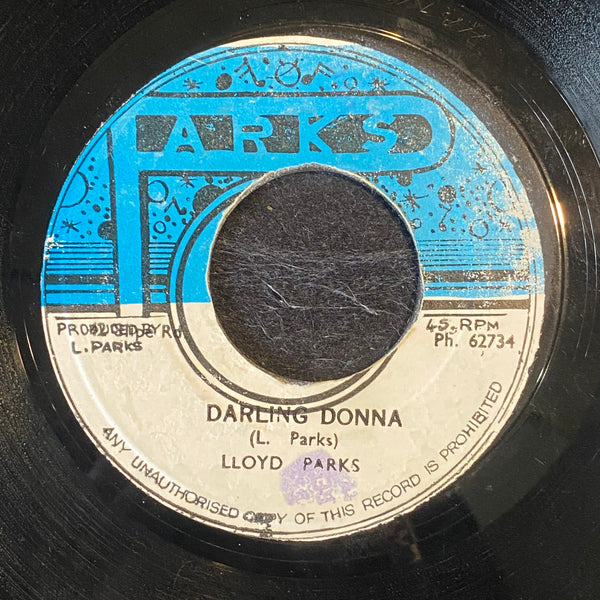 PARKS
PRODUCED BY
L. PARKS
45. RPM
Ph. 62734
DARLING DONNA
(L. Parks)
LLOYD PARKS
ANY UNAUTHORISED COPY OF THIS RECORD IS PROHIBITED